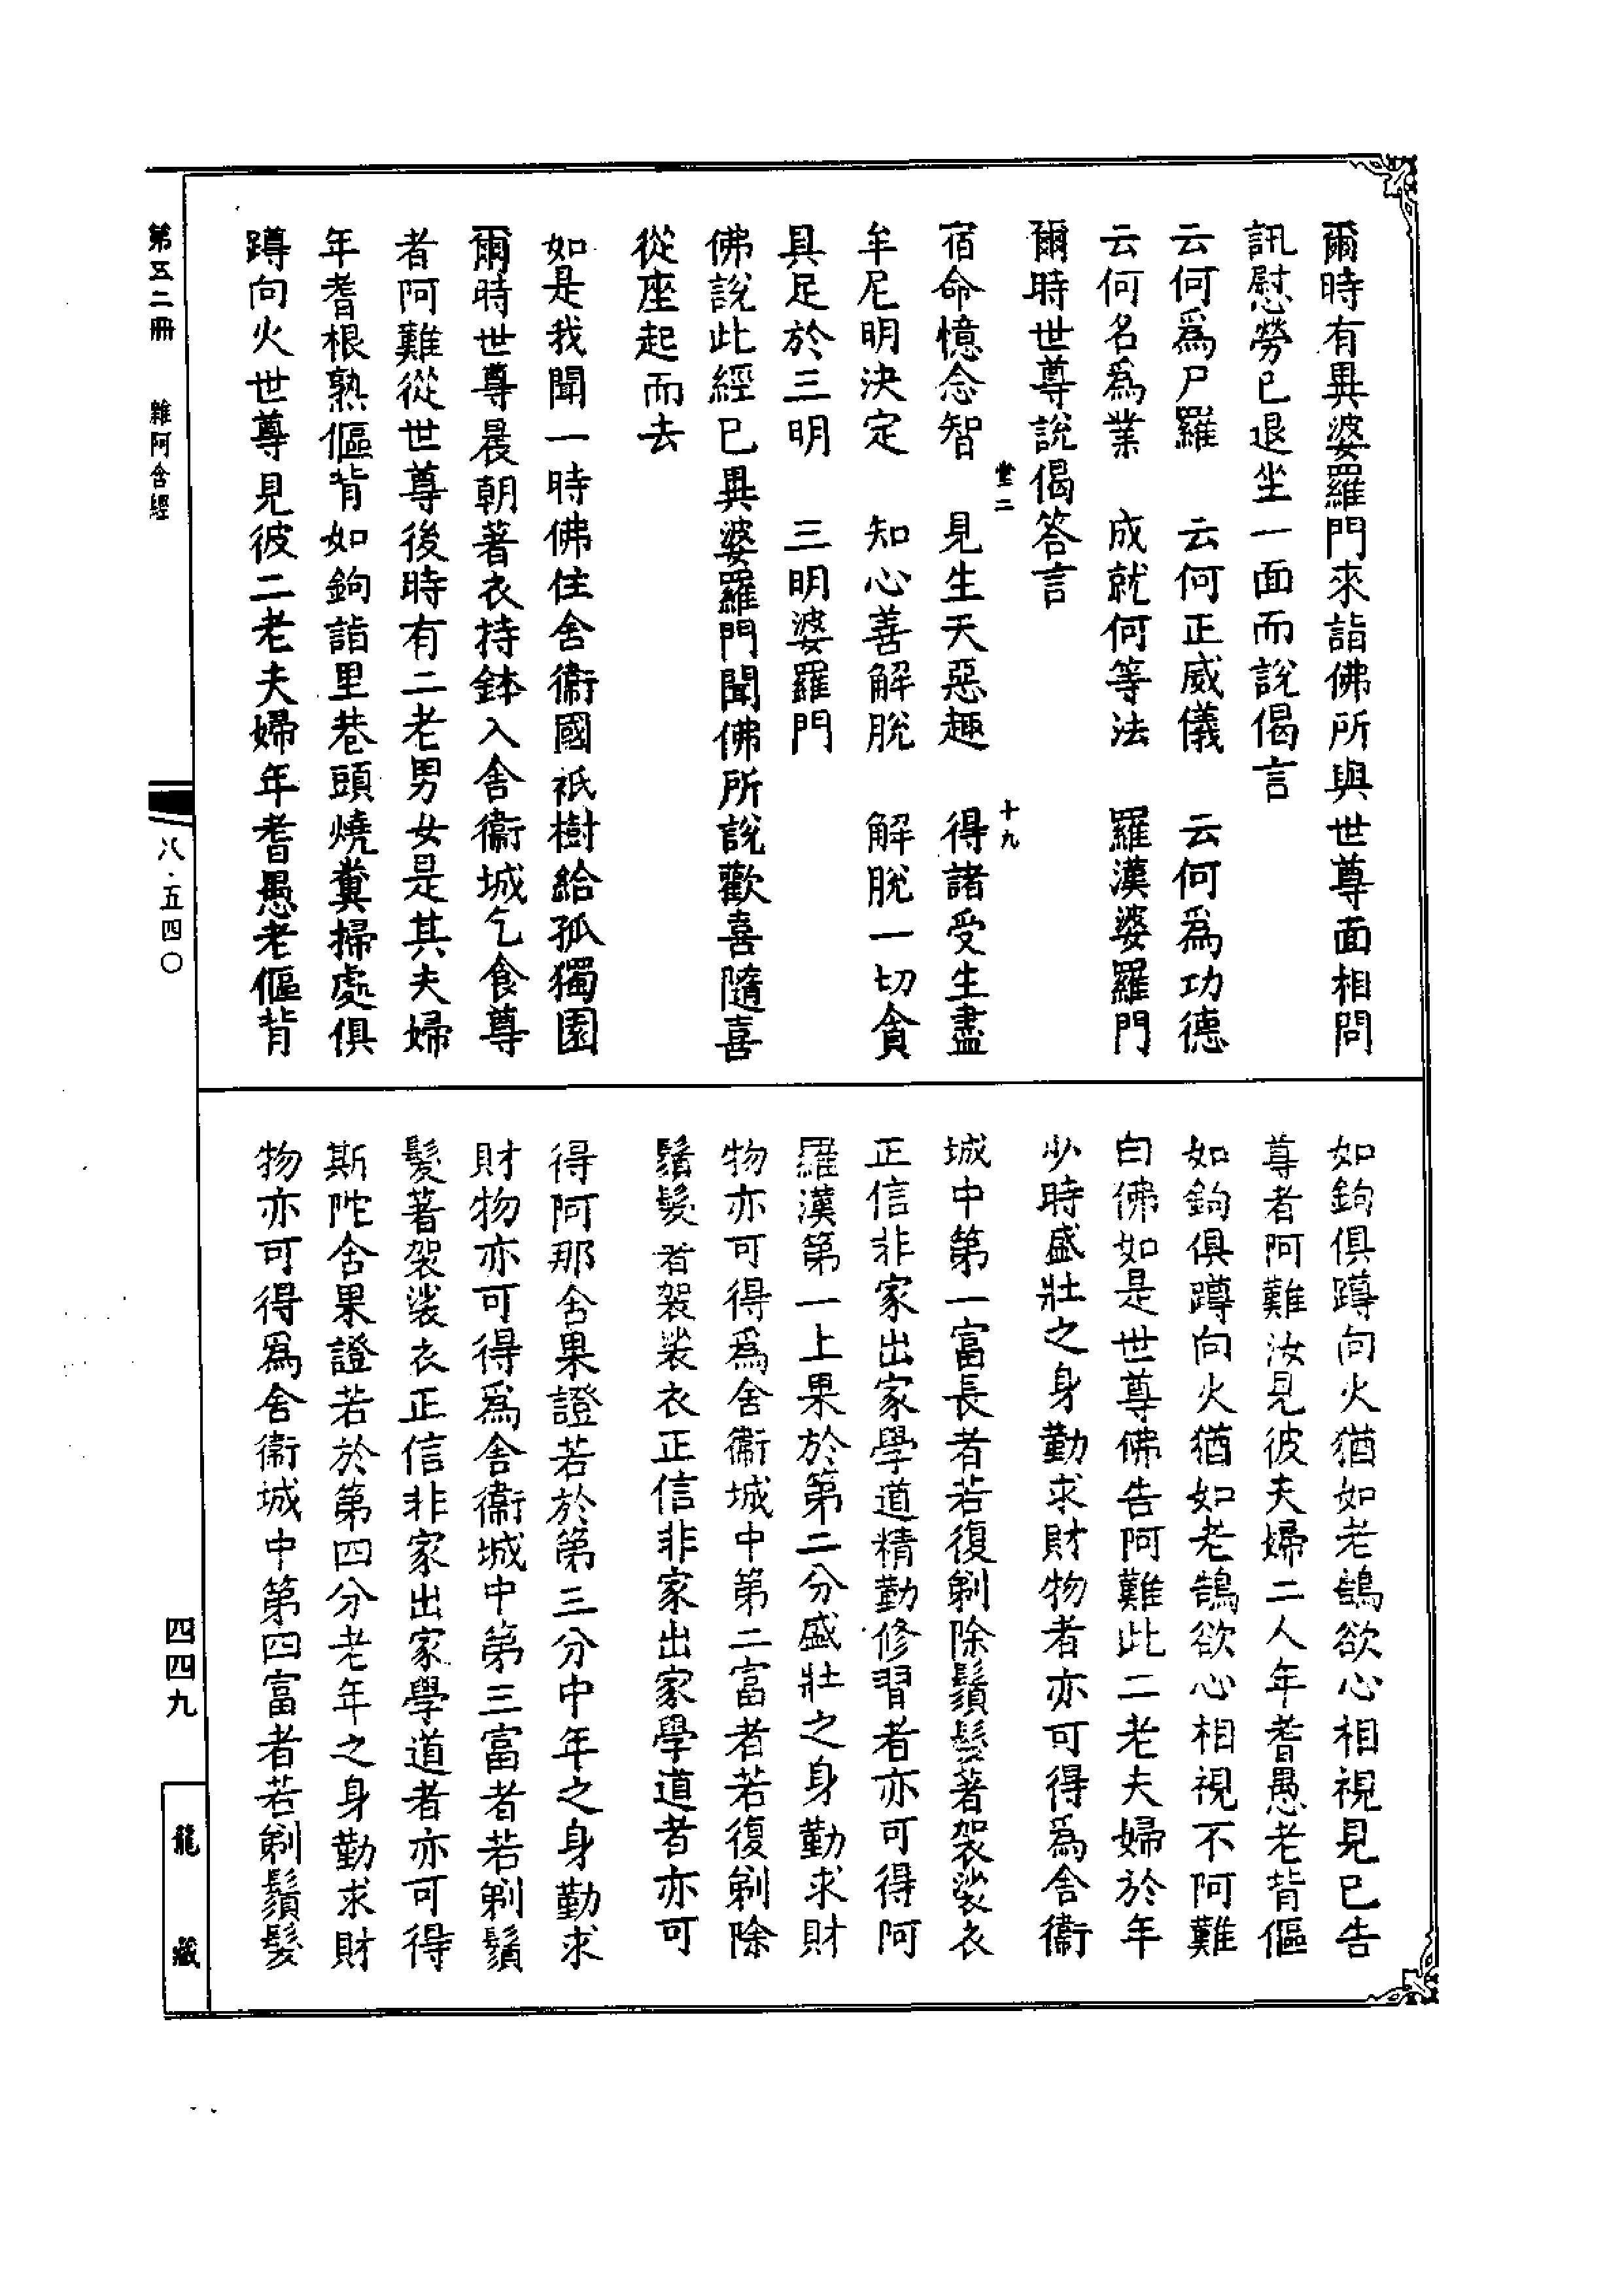 爾時有異婆羅門來詣佛所與世尊面相問
訊慰勞已退坐一面而說偈言
云何爲尸羅　云何正威儀　云何爲功德
云何名爲業　成就何等法　羅漢婆羅門
爾時世尊說偈答言
堂二　十九
宿命憶念智　見生天惡趣　得諸受生盡
牟尼明決定　知心善解脫　解脫一切貪
具足於三明　三明婆羅門
佛說此經已異婆羅門聞佛所說歡喜隨喜
從座起而去
如是我聞一時佛住舍衞國祇樹給孤獨園
爾時世尊晨朝著衣持鉢入舍衞城乞食尊
者阿難從世尊後時有二老男女是其夫婦
年耆根熟傴背如鉤詣里巷頭燒糞掃處俱
蹲向火世尊見彼二老夫婦年耆愚老傴背
如鉤俱蹲向火猶如老鵠欲心相視見已告
尊者阿難汝見彼夫婦二人年耆愚老背傴
如鉤俱蹲向火猶如老鵠欲心相視不阿難
白佛如是世尊佛告阿難此二老夫婦於年
少時盛壯之身勤求財物者亦可得爲舍衞
城中第一富長者若復剃除鬚髮著袈裟衣
正信非家出家學道精勤修習者亦可得阿
羅漢第一上果於第二分盛壯之身勤求財
物亦可得爲舍衞城中第二富者若復剃除
鬚髮著袈裟衣正信非家出家學道者亦可
得阿那舍果證若於第三分中年之身勤求
財物亦可得爲舍衞城中第三富者若剃鬚
髮著袈裟衣正信非家出家學道者亦可得
斯陀舍果證若於第四分老年之身勤求財
物亦可得爲舍衞城中第四富者若剃鬚髮
第五二冊　雜阿含經
八·五四〇
四四九
龍藏